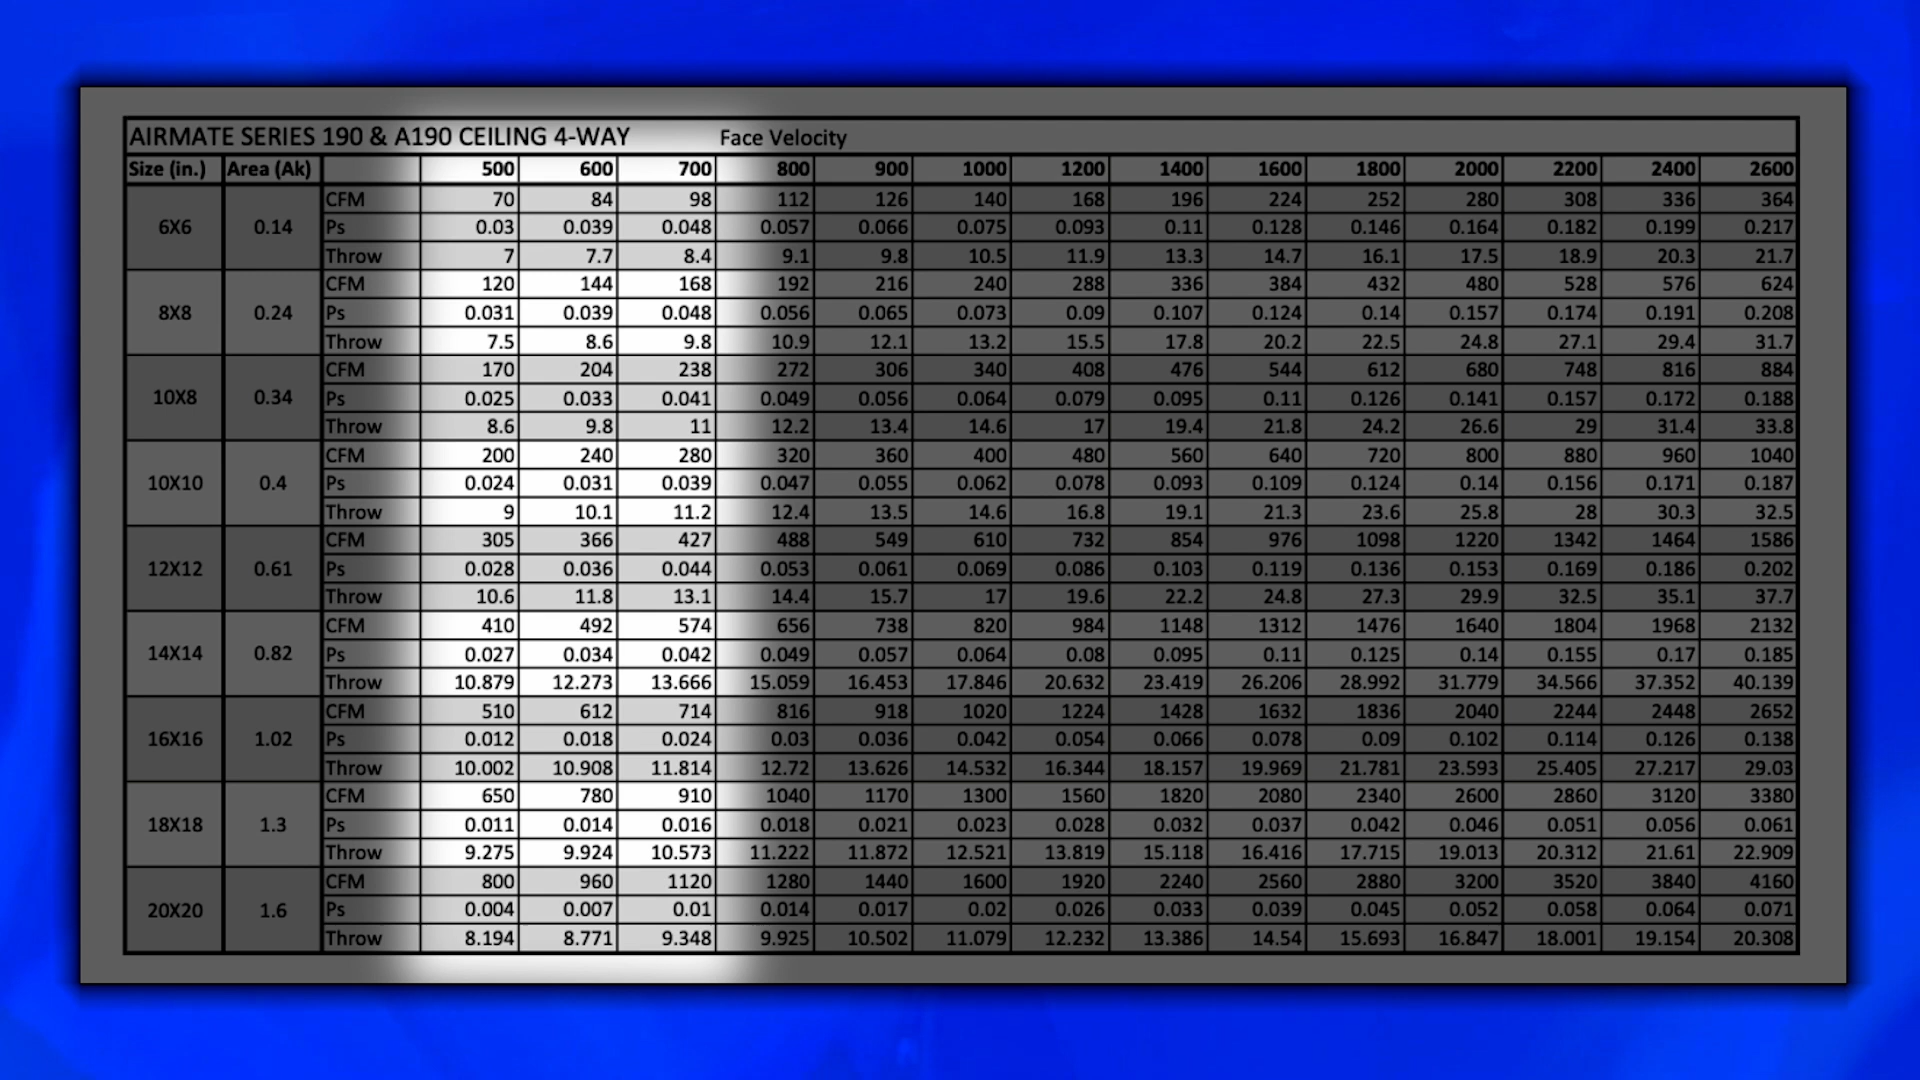 AIRMATE SERIES 190 & A190 CEILING 4-WAY Face Velocity
Size (in.) Area (Ak) 500 600 700 800 900 1000 1200 1400 1600 1800 2000 2200 2400 2600
CFM 70 84 98 112 126 140 168 196 224 252 280 308 336 364
6X6 0.14 Ps 0.03 0.039 0.048 0.057 0.066 0.075 0.093 0.11 0.128 0.146 0.164 0.182 0.199 0.217
Throw 7 7.7 8.4 9.1 9.8 10.5 11.9 13.3 14.7 16.1 17.5 18.9 20.3 21.7
CFM 120 144 168 192 216 240 288 336 384 432 480 528 576 624
8X8 0.24 Ps 0.031 0.039 0.048 0.056 0.065 0.073 0.09 0.107 0.124 0.14 0.157 0.174 0.191 0.208
Throw 7.5 8.6 9.8 10.9 12.1 13.2 15.5 17.8 20.2 22.5 24.8 27.1 29.4 31.7
CFM 170 204 238 272 306 340 408 476 544 612 680 748 816 884
10X8 0.34 Ps 0.025 0.033 0.041 0.049 0.056 0.064 0.079 0.095 0.11 0.126 0.141 0.157 0.172 0.188
Throw 8.6 9.8 11 12.2 13.4 14.6 17 19.4 21.8 24.2 26.6 29 31.4 33.8
CFM 200 240 280 320 360 400 480 560 640 720 800 880 960 1040
10X10 0.4 Ps 0.024 0.031 0.039 0.047 0.055 0.062 0.078 0.093 0.109 0.124 0.14 0.156 0.171 0.187
Throw 9 10.1 11.2 12.4 13.5 14.6 16.8 19.1 21.3 23.6 25.8 28 30.3 32.5
CFM 305 366 427 488 549 610 732 854 976 1098 1220 1342 1464 1586
12X12 0.61 Ps 0.028 0.036 0.044 0.053 0.061 0.069 0.086 0.103 0.119 0.136 0.153 0.169 0.186 0.202
Throw 10.6 11.8 13.1 14.4 15.7 17 19.6 22.2 24.8 27.3 29.9 32.5 35.1 37.7
CFM 410 492 574 656 738 820 984 1148 1312 1476 1640 1804 1968 2132
14X14 0.82 Ps 0.027 0.034 0.042 0.049 0.057 0.064 0.08 0.095 0.11 0.125 0.14 0.155 0.17 0.185
Throw 10.879 12.273 13.666 15.059 16.453 17.846 20.632 23.419 26.206 28.992 31.779 34.566 37.352 40.139
CFM 510 612 714 816 918 1020 1224 1428 1632 1836 2040 2244 2448 2652
16X16 1.02 Ps 0.012 0.018 0.024 0.03 0.036 0.042 0.054 0.066 0.078 0.09 0.102 0.114 0.126 0.138
Throw 10.002 10.908 11.814 12.72 13.626 14.532 16.344 18.157 19.969 21.781 23.593 25.405 27.217 29.03
CFM 650 780 910 1040 1170 1300 1560 1820 2080 2340 2600 2860 3120 3380
18X18 1.3 Ps 0.011 0.014 0.016 0.018 0.021 0.023 0.028 0.032 0.037 0.042 0.046 0.051 0.056 0.061
Throw 9.275 9.924 10.573 11.222 11.872 12.521 13.819 15.118 16.416 17.715 19.013 20.312 21.61 22.909
CFM 800 960 1120 1280 1440 1600 1920 2240 2560 2880 3200 3520 3840 4160
20X20 1.6 Ps 0.004 0.007 0.01 0.014 0.017 0.02 0.026 0.033 0.039 0.045 0.052 0.058 0.064 0.071
Throw 8.194 8.771 9.348 9.925 10.502 11.079 12.232 13.386 14.54 15.693 16.847 18.001 19.154 20.308